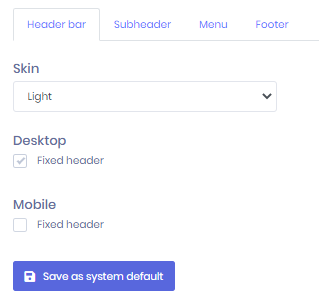 Header bar Subheader Menu Footer
Skin
Light
Desktop
Fixed header
Mobile
Fixed header
Save as system default